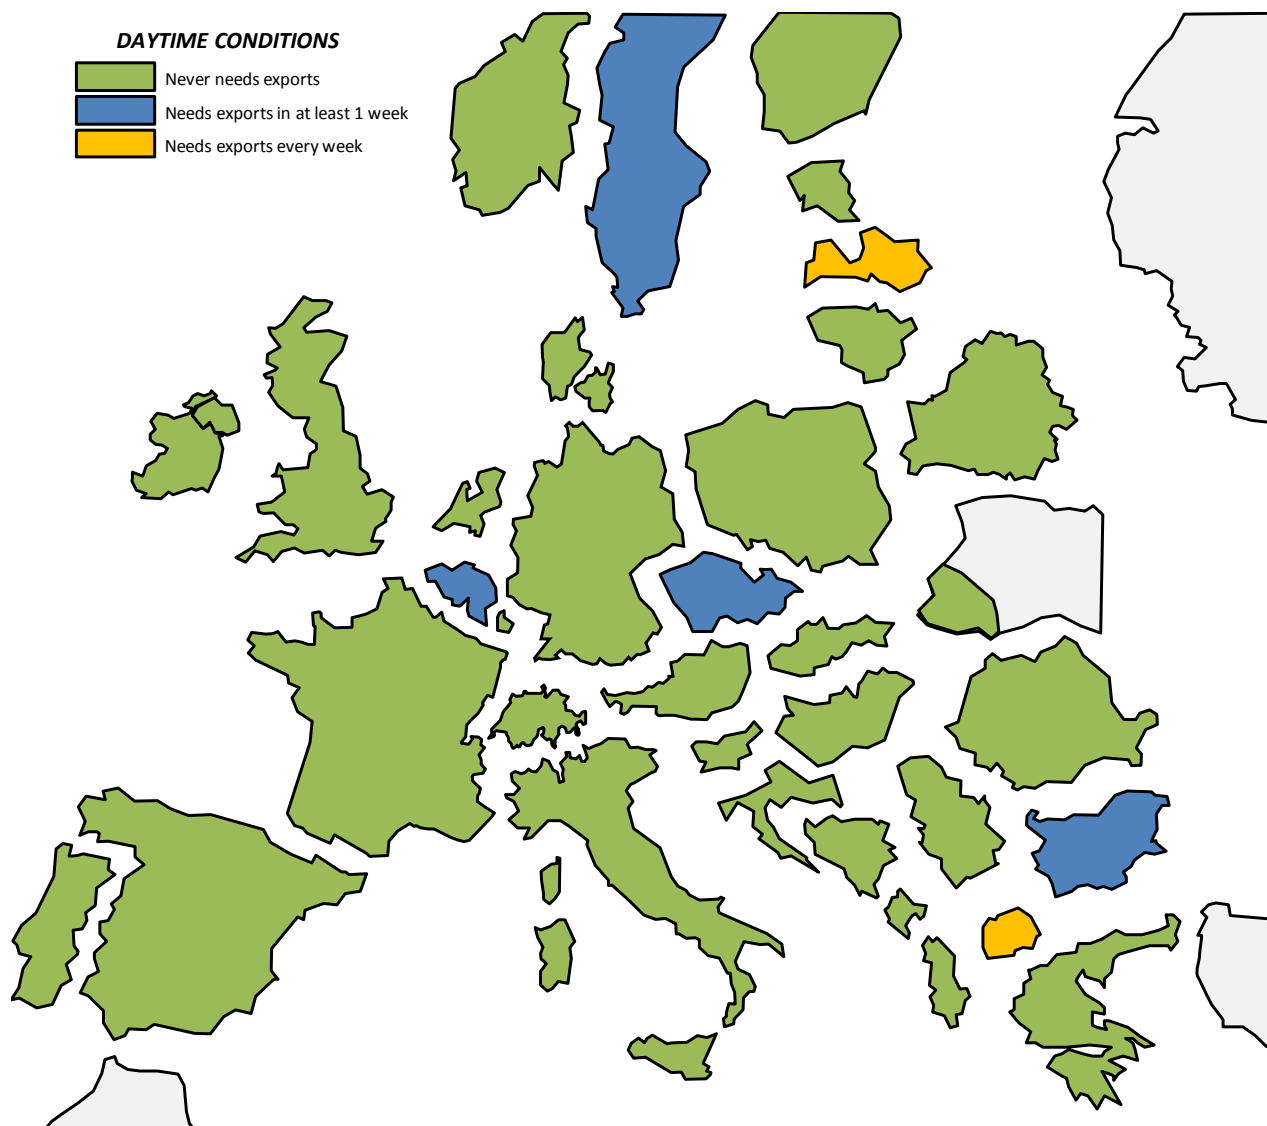 DAYTIME CONDITIONS
Never needs exports
Needs exports in at least 1 week
Needs exports every week